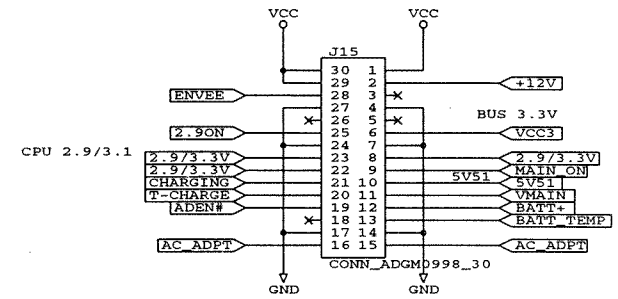 VCC VCC
J15
30 1
29 2 +12V
ENVEE 28 3
27 4
26 5 BUS 3.3V
2.9ON 25 6 VCC3
24 7
CPU 2.9/3.1
2.9/3.3V 23 8 2.9/3.3V
2.9/3.3V 22 9 MAIN_ON
CHARGING 21 10 5V51 5V51
T-CHARGE 20 11 VMAIN
ADEN# 19 12 BATT+
18 13 BATT_TEMP
17 14
AC_ADPT 16 15 AC_ADPT
CONN_ADGM0998_30
GND GND